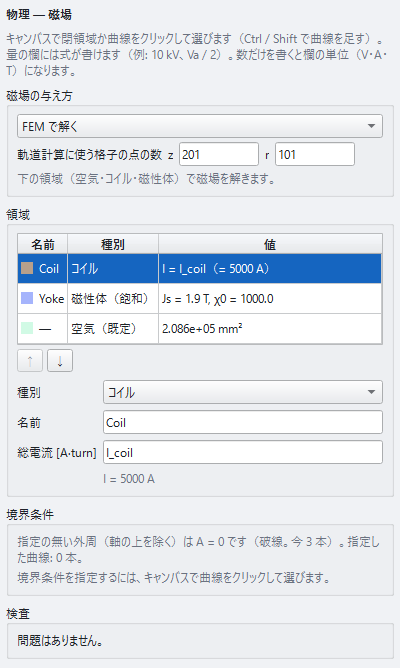 物理 — 磁場
キャンバスで閉領域か曲線をクリックして選びます（Ctrl / Shift で曲線を足す）。
量の欄には式が書けます（例: 10 kV、Va / 2）。数だけを書くと欄の単位（V・A・
T）になります。
磁場の与え方
FEM で解く
軌道計算に使う格子の点の数 z 201 r 101
下の領域（空気・コイル・磁性体）で磁場を解きます。
領域
名前 種別 値
Coil コイル I = I_coil（= 5000 A）
Yoke 磁性体（飽和） Js = 1.9 T, χ0 = 1000.0
— 空気（既定） 2.086e+05 mm²
↑ ↓
種別 コイル
名前 Coil
総電流 [A·turn] I_coil
I = 5000 A
境界条件
指定の無い外周（軸の上を除く）は A = 0 です（破線。今 3 本）。指定し
た曲線: 0 本。
境界条件を指定するには、キャンバスで曲線をクリックして選びます。
検査
問題はありません。